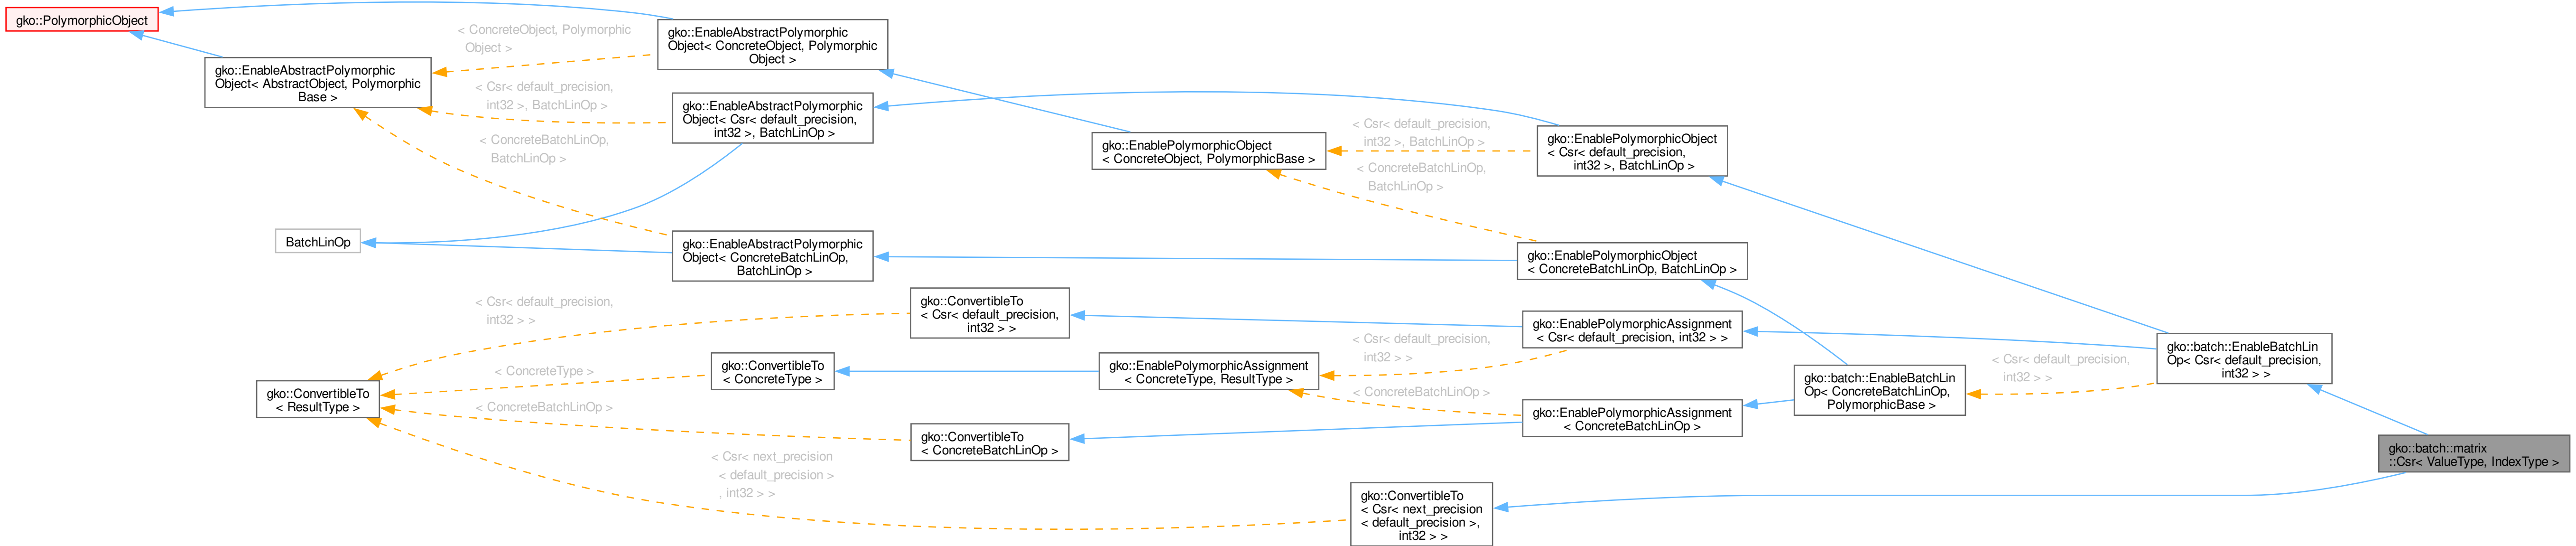 gko::PolymorphicObject
gko::EnableAbstractPolymorphic
Object< AbstractObject, Polymorphic
Base >
< ConcreteObject, Polymorphic
Object >
gko::EnableAbstractPolymorphic
Object< ConcreteObject, Polymorphic
Object >
< Csr< default_precision,
int32 >, BatchLinOp >
gko::EnableAbstractPolymorphic
Object< Csr< default_precision,
int32 >, BatchLinOp >
< ConcreteBatchLinOp,
BatchLinOp >
BatchLinOp
gko::EnableAbstractPolymorphic
Object< ConcreteBatchLinOp,
BatchLinOp >
gko::EnablePolymorphicObject
< ConcreteObject, PolymorphicBase >
< Csr< default_precision,
int32 >, BatchLinOp >
< ConcreteBatchLinOp,
BatchLinOp >
gko::EnablePolymorphicObject
< Csr< default_precision,
int32 >, BatchLinOp >
gko::EnablePolymorphicObject
< ConcreteBatchLinOp, BatchLinOp >
< Csr< default_precision,
int32 > >
gko::ConvertibleTo
< Csr< default_precision,
int32 > >
gko::ConvertibleTo
< ResultType >
< ConcreteType >
gko::ConvertibleTo
< ConcreteType >
< ConcreteBatchLinOp >
gko::ConvertibleTo
< ConcreteBatchLinOp >
< Csr< next_precision
< default_precision >
, int32 > >
gko::EnablePolymorphicAssignment
< ConcreteType, ResultType >
< Csr< default_precision,
int32 > >
< ConcreteBatchLinOp >
gko::EnablePolymorphicAssignment
< Csr< default_precision, int32 > >
gko::EnablePolymorphicAssignment
< ConcreteBatchLinOp >
gko::ConvertibleTo
< Csr< next_precision
< default_precision >,
int32 > >
gko::batch::EnableBatchLin
Op< ConcreteBatchLinOp,
PolymorphicBase >
< Csr< default_precision,
int32 > >
gko::batch::EnableBatchLin
Op< Csr< default_precision,
int32 > >
gko::batch::matrix
::Csr< ValueType, IndexType >